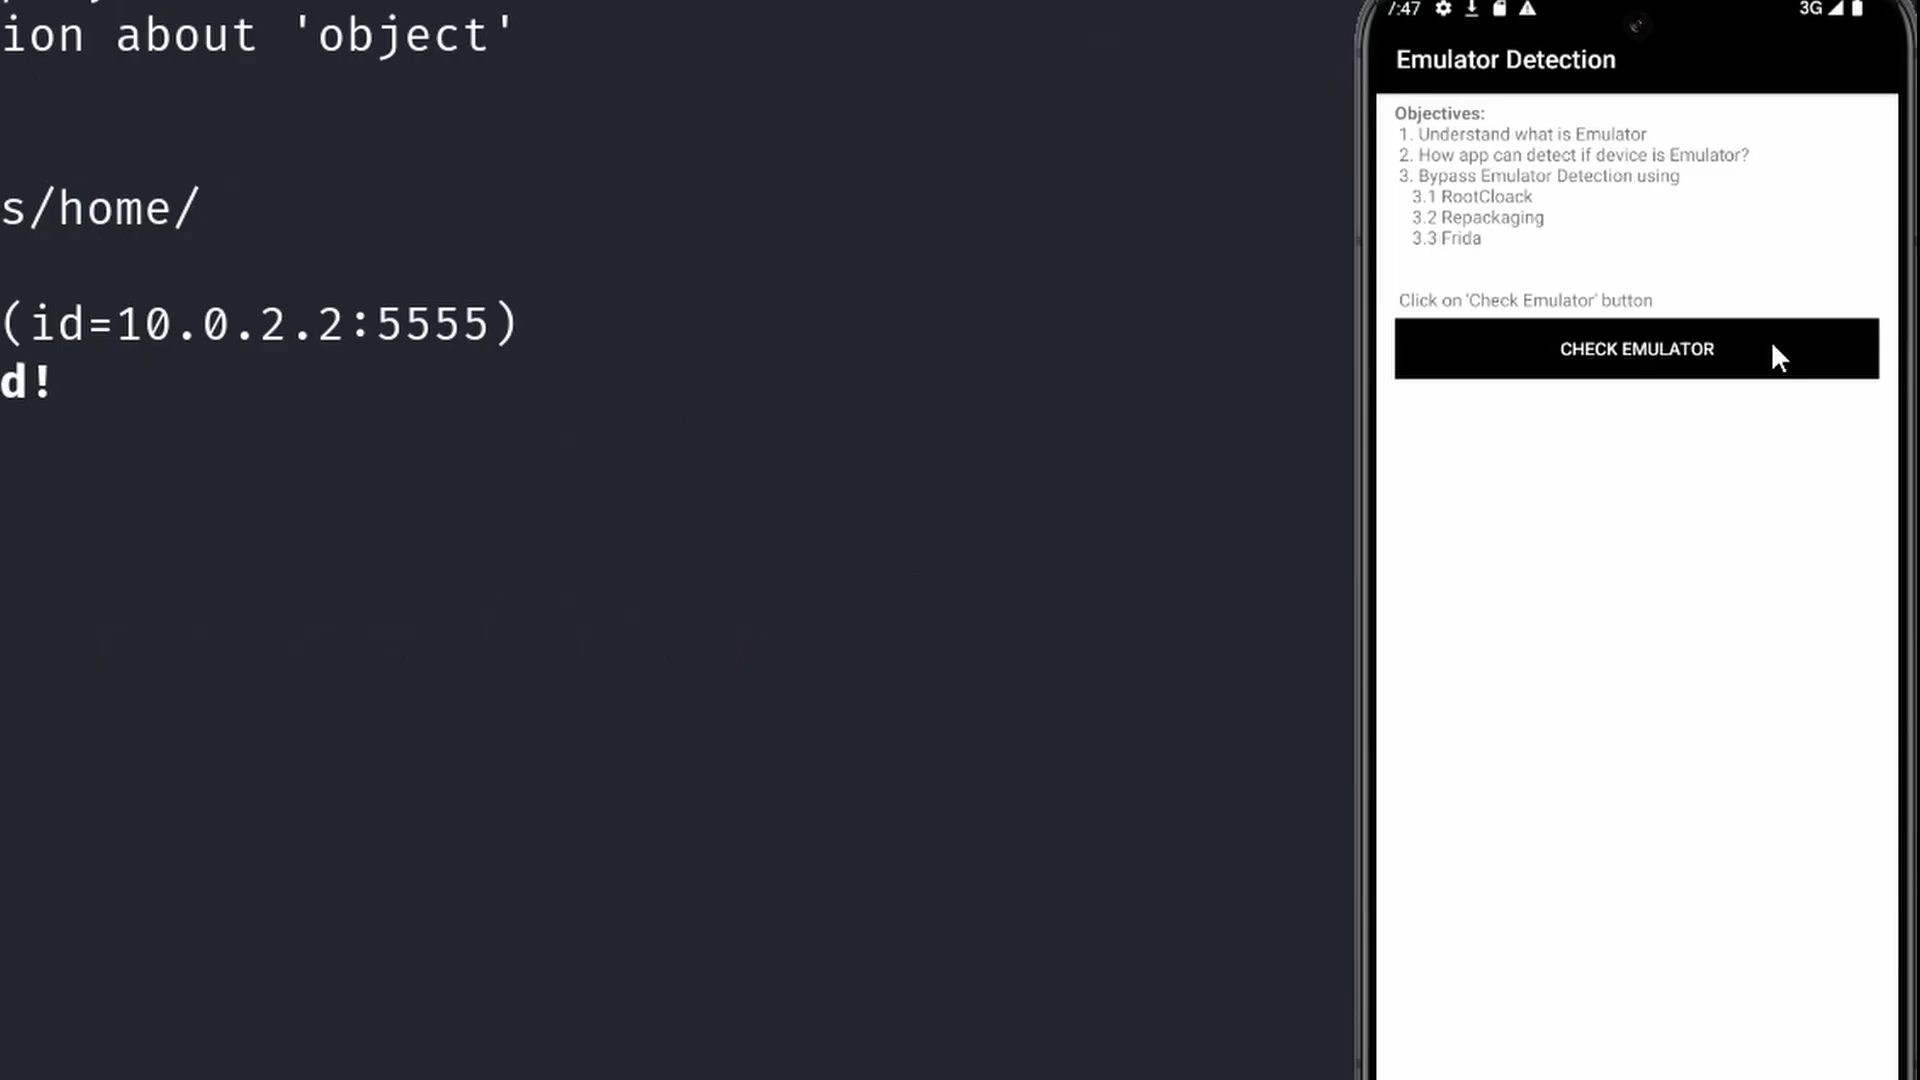 ion about 'object'
s/home/
(id=10.0.2.2:5555)
d!
7:47
3G
Emulator Detection
Objectives:
1. Understand what is Emulator
2. How app can detect if device is Emulator?
3. Bypass Emulator Detection using
3.1 RootCloack
3.2 Repackaging
3.3 Frida
Click on 'Check Emulator' button
CHECK EMULATOR